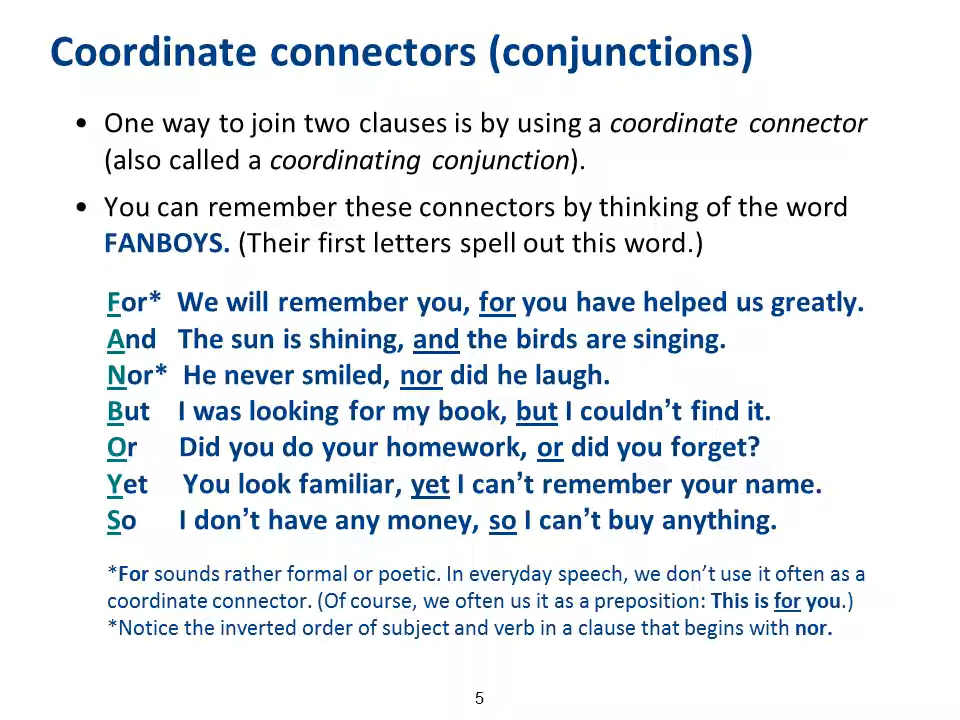 Coordinate connectors (conjunctions)
• One way to join two clauses is by using a coordinate connector
(also called a coordinating conjunction).
• You can remember these connectors by thinking of the word
FANBOYS. (Their first letters spell out this word.)
For* We will remember you, for you have helped us greatly.
And The sun is shining, and the birds are singing.
Nor* He never smiled, nor did he laugh.
But I was looking for my book, but I couldn’t find it.
Or Did you do your homework, or did you forget?
Yet You look familiar, yet I can’t remember your name.
So I don’t have any money, so I can’t buy anything.
*For sounds rather formal or poetic. In everyday speech, we don’t use it often as a
coordinate connector. (Of course, we often us it as a preposition: This is for you.)
*Notice the inverted order of subject and verb in a clause that begins with nor.
5